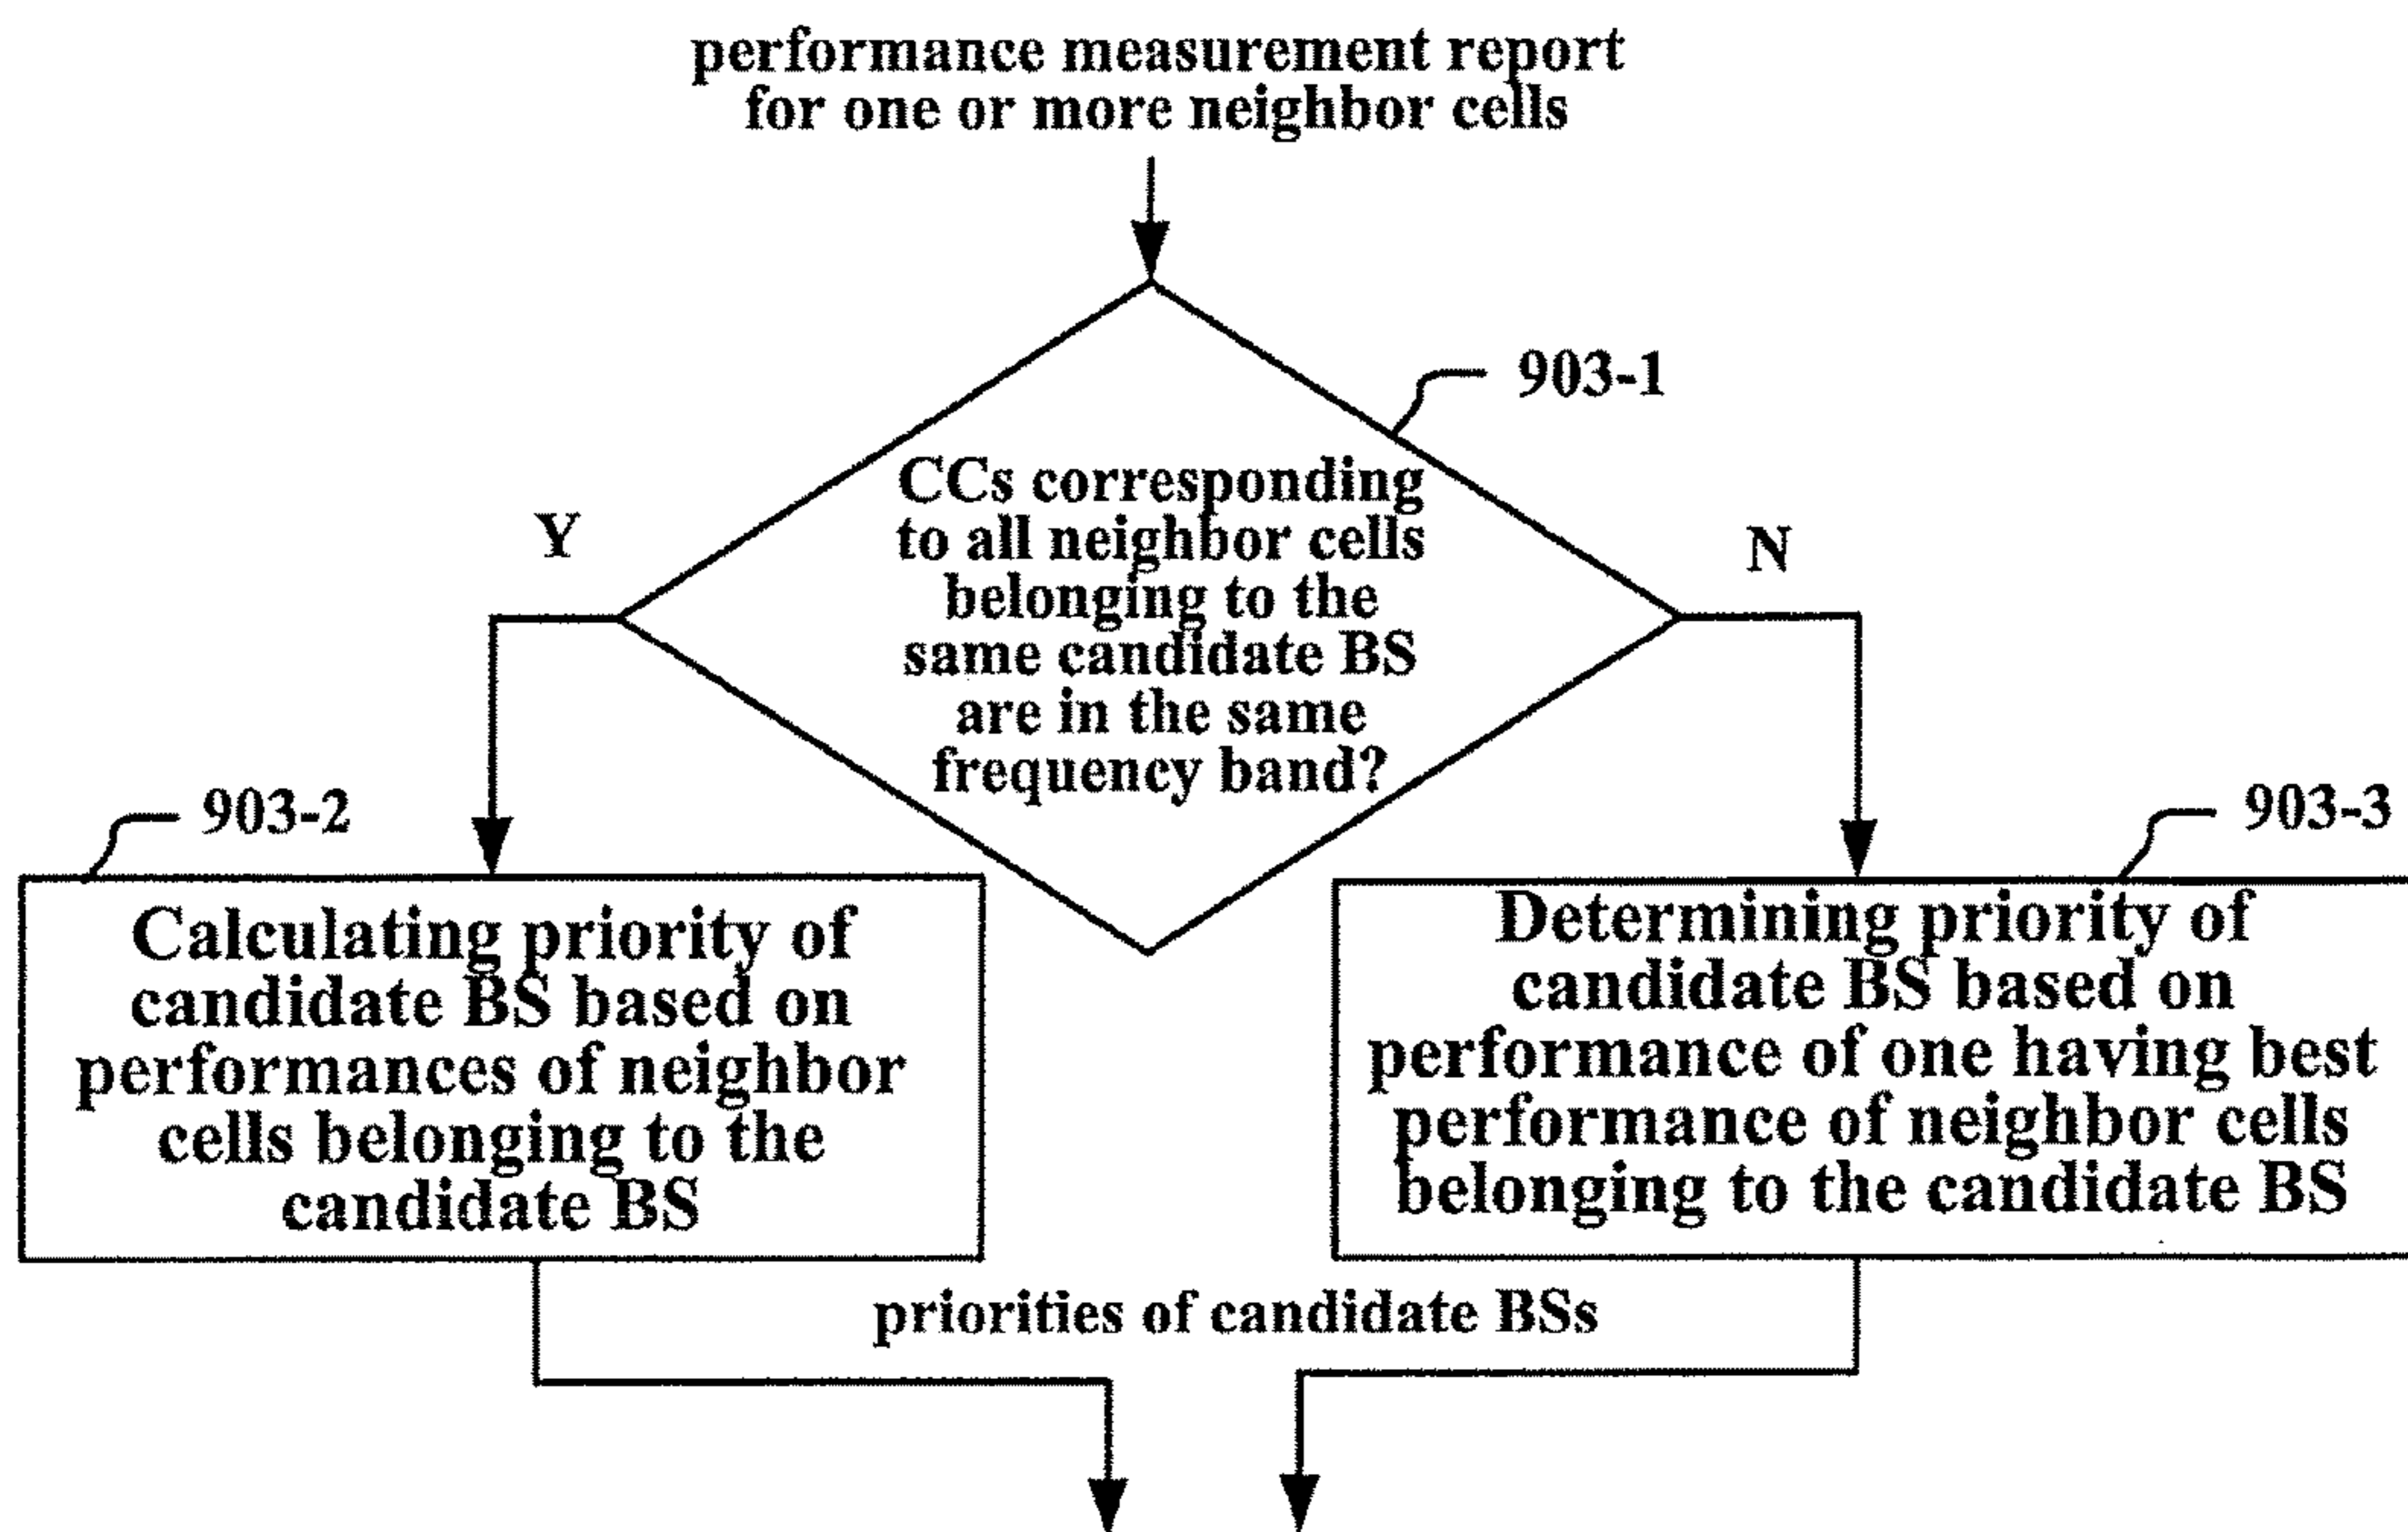 performance measurement report
for one or more neighbor cells
903-1
CCs corresponding
to all neighbor cells
belonging to the
same candidate BS
are in the same
frequency band?
Y
N
903-2
903-3
Calculating priority of
candidate BS based on
performances of neighbor
cells belonging to the
candidate BS
Determining priority of
candidate BS based on
performance of one having best
performance of neighbor cells
belonging to the candidate BS
priorities of candidate BSs